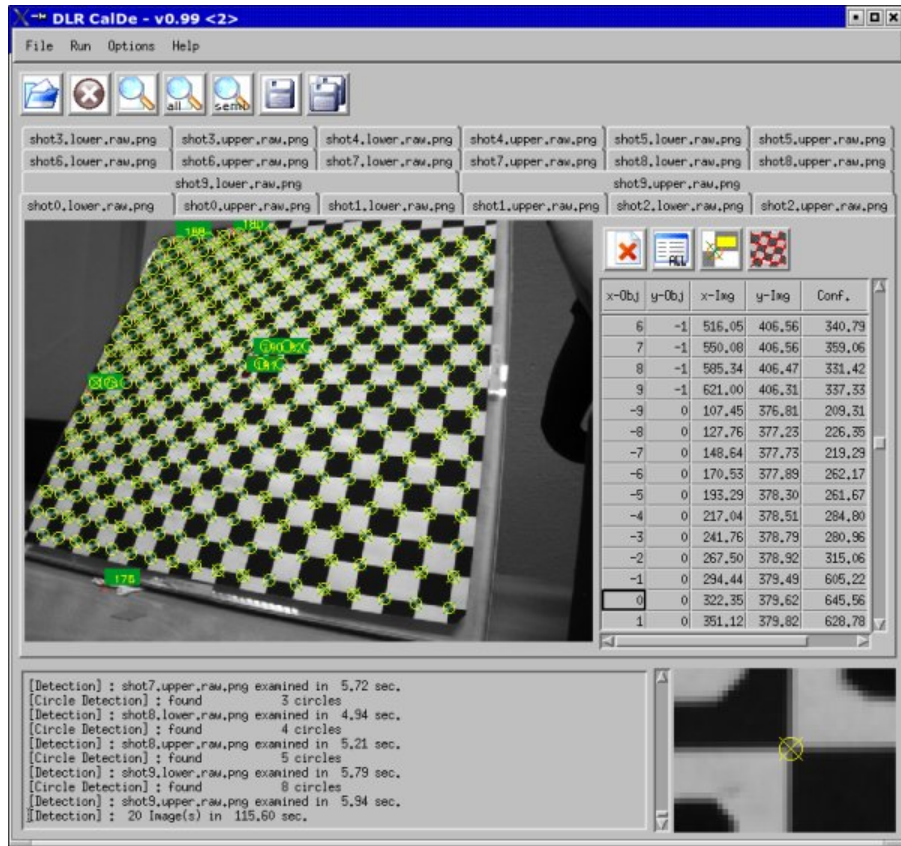 DLR CalDe - v0.99 <2>
File Run Options Help
all semi
shot3.lower.raw.png shot3.upper.raw.png shot4.lower.raw.png shot4.upper.raw.png shot5.lower.raw.png shot5.upper.raw.png
shot6.lower.raw.png shot6.upper.raw.png shot7.lower.raw.png shot7.upper.raw.png shot8.lower.raw.png shot8.upper.raw.png
shot9.lower.raw.png shot9.upper.raw.png
shot0.lower.raw.png shot0.upper.raw.png shot1.lower.raw.png shot1.upper.raw.png shot2.lower.raw.png shot2.upper.raw.png
ALL
x-Obj y-Obj x-Img y-Img Conf.
6 -1 516.05 406.56 340.79
7 -1 550.08 406.56 359.06
8 -1 585.34 406.47 331.42
9 -1 621.00 406.31 337.33
-9 0 107.45 376.81 209.31
-8 0 127.76 377.23 226.35
-7 0 148.64 377.73 219.29
-6 0 170.53 377.89 262.17
-5 0 193.29 378.30 261.67
-4 0 217.04 378.51 284.80
-3 0 241.76 378.79 280.96
-2 0 267.50 378.92 315.06
-1 0 294.44 379.49 605.22
0 0 322.35 379.62 645.56
1 0 351.12 379.82 628.78
[Detection] : shot7.upper.raw.png examined in 5.72 sec.
[Circle Detection] : found 3 circles
[Detection] : shot8.lower.raw.png examined in 4.94 sec.
[Circle Detection] : found 4 circles
[Detection] : shot8.upper.raw.png examined in 5.21 sec.
[Circle Detection] : found 5 circles
[Detection] : shot9.lower.raw.png examined in 5.79 sec.
[Circle Detection] : found 8 circles
[Detection] : shot9.upper.raw.png examined in 5.94 sec.
[Detection] : 20 Image(s) in 115.60 sec.